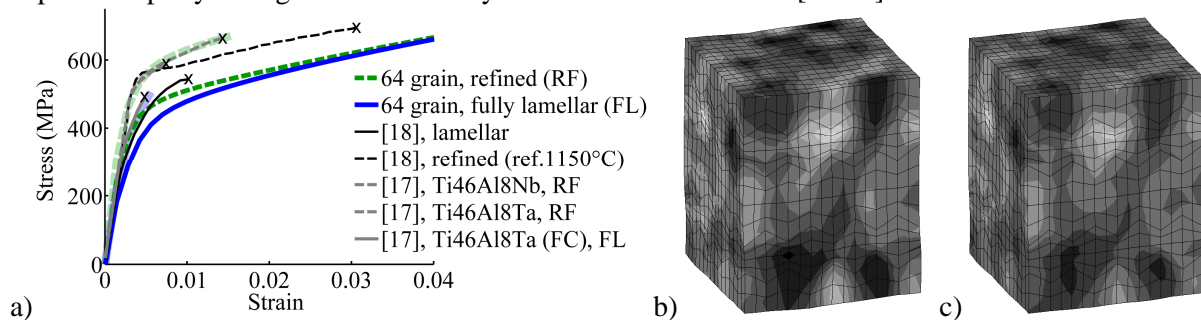 600
400
200
0
Stress (MPa)
0 0.01 0.02 0.03 0.04
Strain
x x x x x
64 grain, refined (RF)
64 grain, fully lamellar (FL)
[18], lamellar
[18], refined (ref.1150°C)
[17], Ti46Al8Nb, RF
[17], Ti46Al8Ta, RF
[17], Ti46Al8Ta (FC), FL
a) b) c)